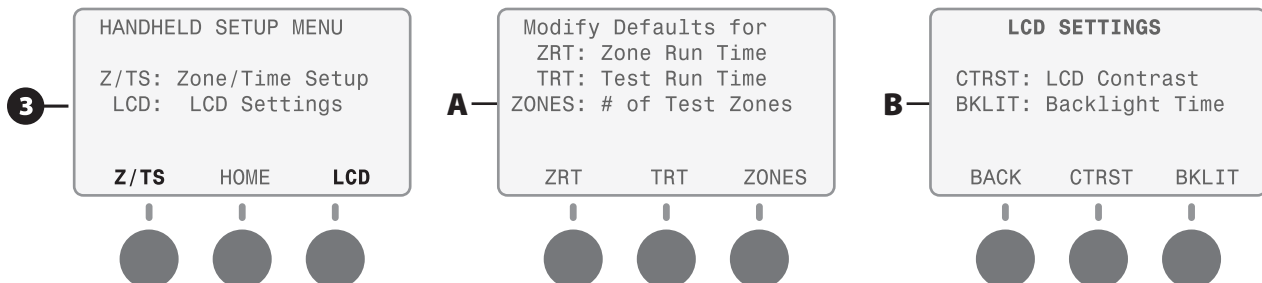 3
HANDHELD SETUP MENU
Z/TS: Zone/Time Setup
LCD: LCD Settings
Z/TS HOME LCD
A
Modify Defaults for
ZRT: Zone Run Time
TRT: Test Run Time
ZONES: # of Test Zones
ZRT TRT ZONES
B
LCD SETTINGS
CTRST: LCD Contrast
BKLIT: Backlight Time
BACK CTRST BKLIT